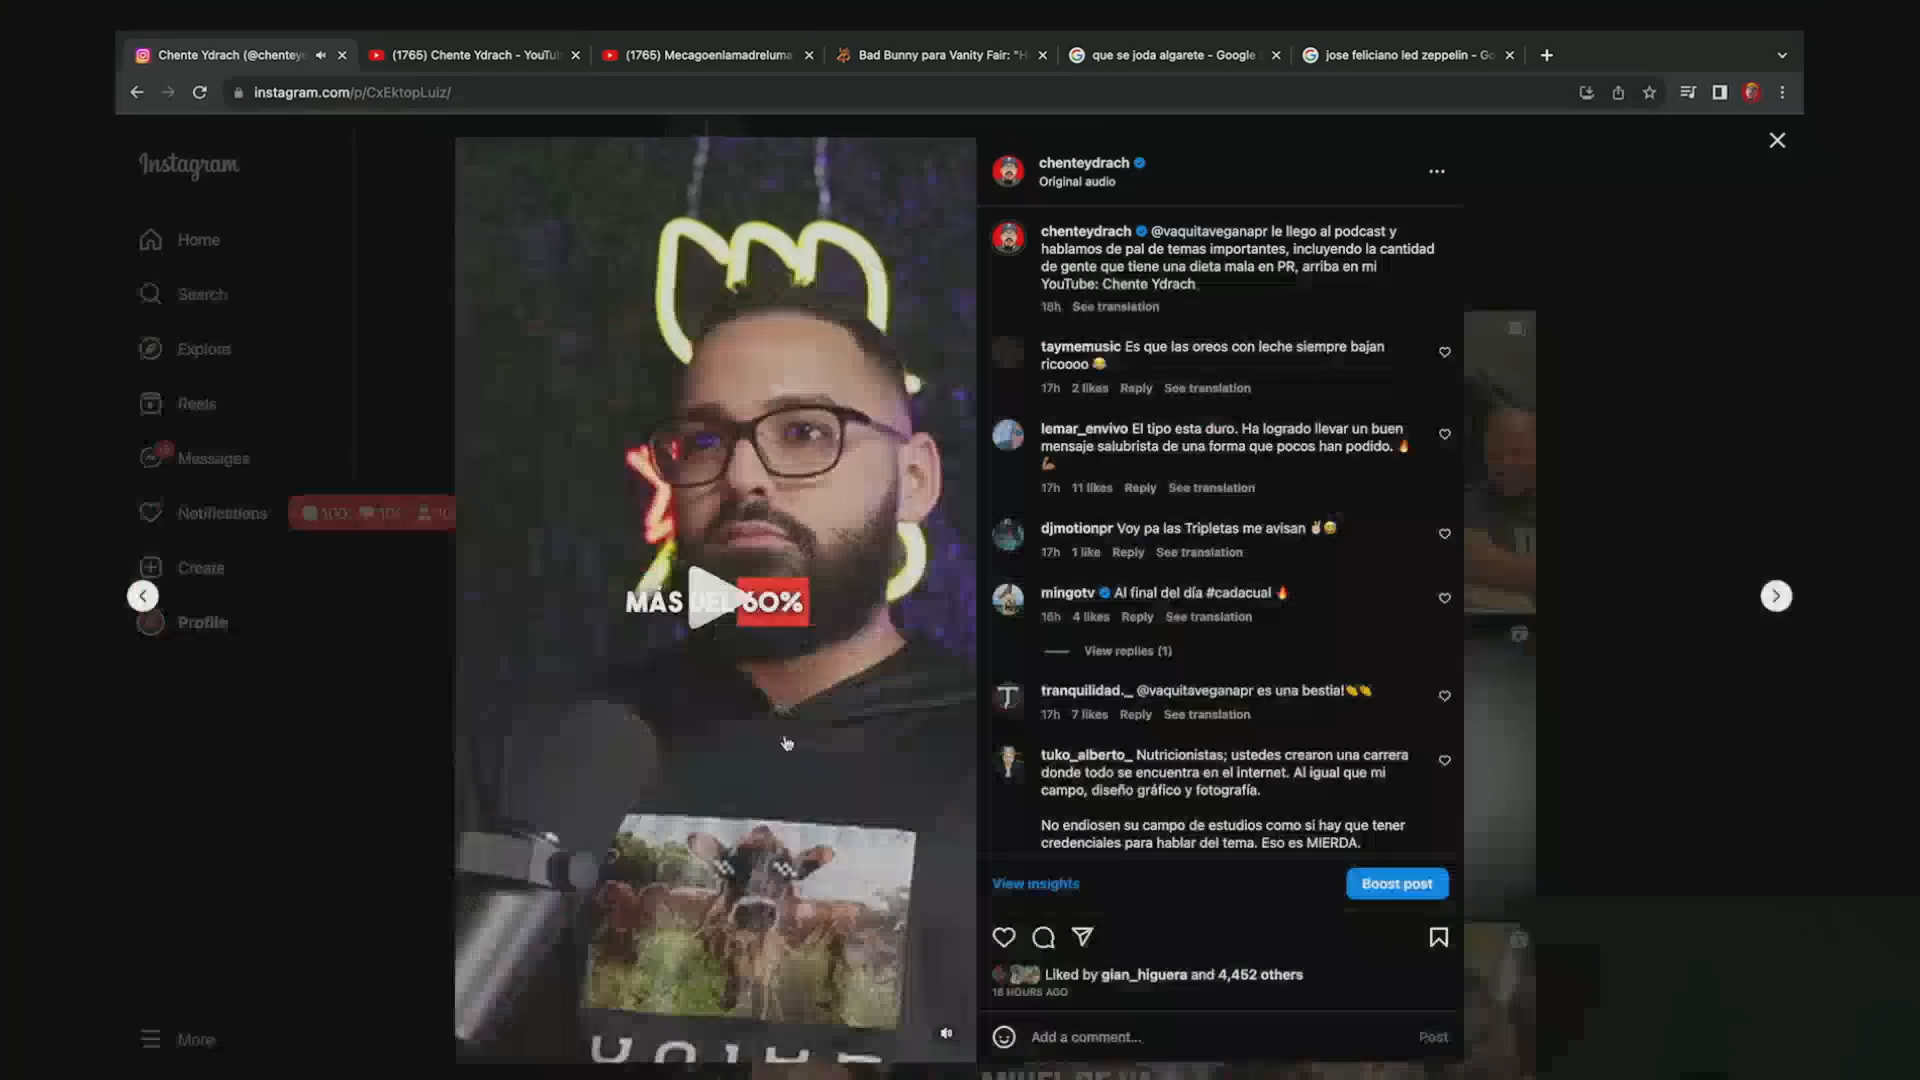 Chente Ydrach (@chentey
(1765) Chente Ydrach - YouTu
(1765) Mecagoenlamadreluma
Bad Bunny para Vanity Fair: "H
que se joda algarete - Google
jose feliciano led zeppelin - Go
instagram.com/p/CxEktopLuiz/
Instagram
Home
Search
Explore
Reels
Messages
Notifications
Create
Profile
More
MÁS DEL 60%
chenteydrach
Original audio
chenteydrach @vaquitaveganapr le llego al podcast y
hablamos de pal de temas importantes, incluyendo la cantidad
de gente que tiene una dieta mala en PR, arriba en mi
YouTube: Chente Ydrach
18h See translation
taymemusic Es que las oreos con leche siempre bajan
ricoooo 😂
17h 2 likes Reply See translation
lemar_envivo El tipo esta duro. Ha logrado llevar un buen
mensaje salubrista de una forma que pocos han podido. 🔥
💪🏽
17h 11 likes Reply See translation
djmotionpr Voy pa las Tripletas me avisan ✌🏻😅
17h 1 like Reply See translation
mingotv Al final del día #cadacual 🔥
16h 4 likes Reply See translation
View replies (1)
tranquilidad._ @vaquitaveganapr es una bestia!👏👏
17h 7 likes Reply See translation
tuko_alberto_ Nutricionistas; ustedes crearon una carrera
donde todo se encuentra en el internet. Al igual que mi
campo, diseño gráfico y fotografía.
No endiosen su campo de estudios como si hay que tener
credenciales para hablar del tema. Eso es MIERDA.
View insights
Boost post
Liked by gian_higuera and 4,452 others
18 HOURS AGO
Add a comment...
Post